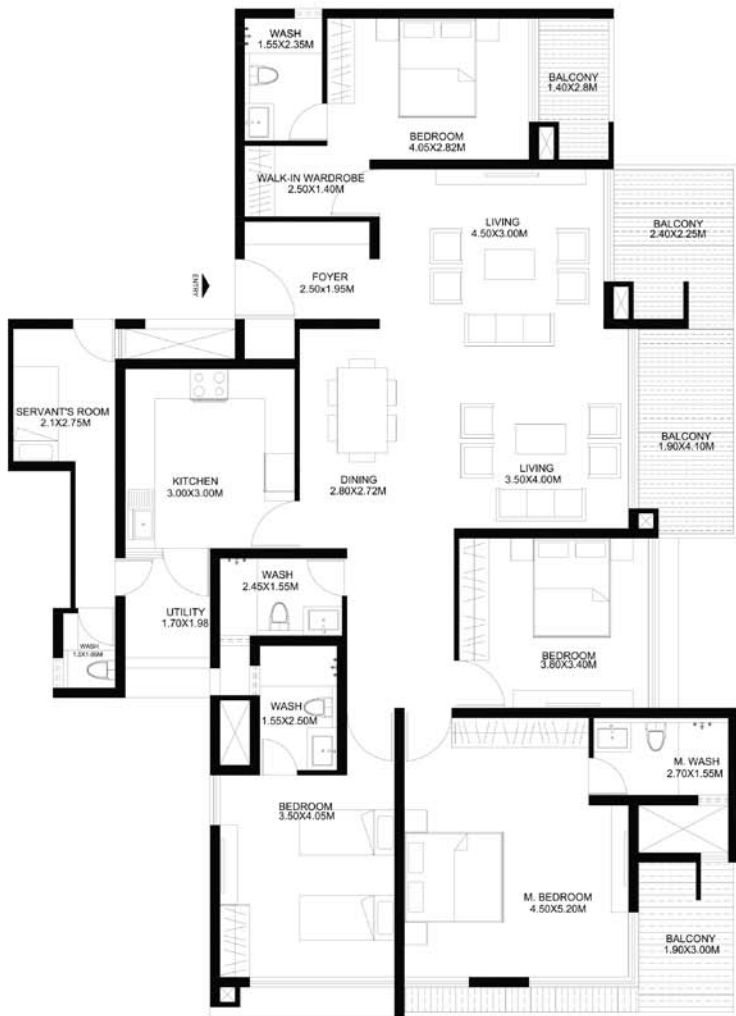 WASH
1.55X2.35M
BALCONY
1.40X2.8M
BEDROOM
4.05X2.82M
WALK-IN WARDROBE
2.50X1.40M
LIVING
4.50X3.00M
BALCONY
2.40X2.25M
FOYER
2.50x1.95M
ENTRY
SERVANT'S ROOM
2.1X2.75M
KITCHEN
3.00X3.00M
DINING
2.80X2.72M
LIVING
3.50X4.00M
BALCONY
1.90X4.10M
WASH
2.45X1.55M
UTILITY
1.70X1.98
WASH
BEDROOM
3.80X3.40M
WASH
1.55X2.50M
M. WASH
2.70X1.55M
BEDROOM
3.50X4.05M
M. BEDROOM
4.50X5.20M
BALCONY
1.90X3.00M